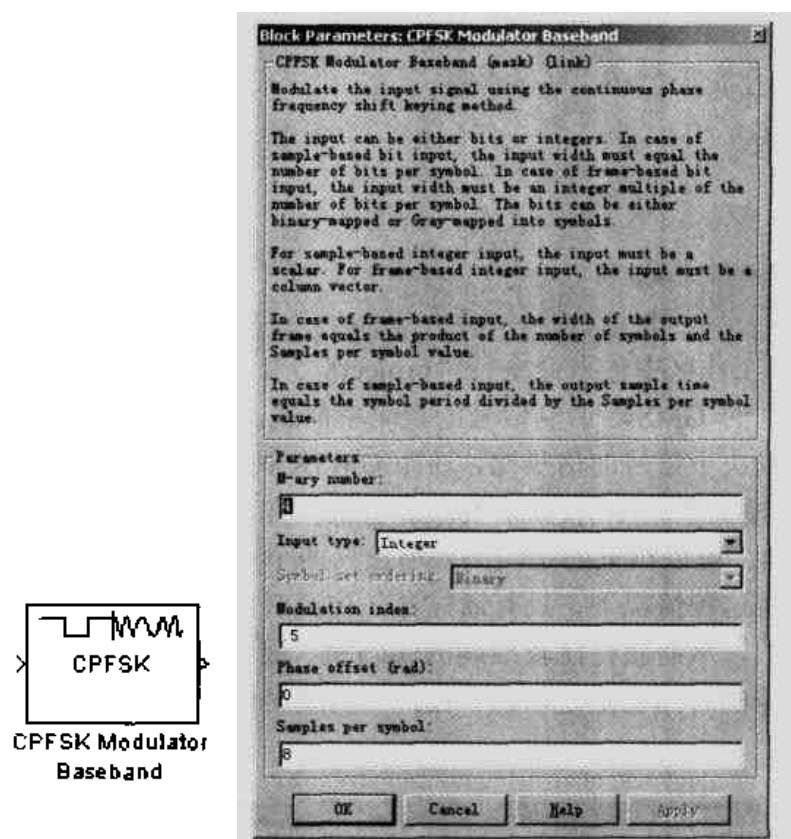 Block Parameters: CPFSK Modulator Baseband
CPFSK Modulator Baseband (mask) (link)
Modulate the input signal using the continuous phase
frequency shift keying method.
The input can be either bits or integers. In case of
sample-based bit input, the input width must equal the
number of bits per symbol. In case of frame-based bit
input, the input width must be an integer multiple of the
number of bits per symbol. The bits can be either
binary-mapped or Gray-mapped into symbols.
For sample-based integer input, the input must be a
scalar. For frame-based integer input, the input must be a
column vector.
In case of frame-based input, the width of the output
frame equals the product of the number of symbols and the
Samples per symbol value.
In case of sample-based input, the output sample time
equals the symbol period divided by the Samples per symbol
value.
Parameters
M-ary number:
4
Input type: Integer
Symbol set ordering: Binary
Modulation index:
.5
Phase offset (rad):
0
Samples per symbol:
8
OK Cancel Help Apply
CPFSK
CPFSK Modulator
Baseband